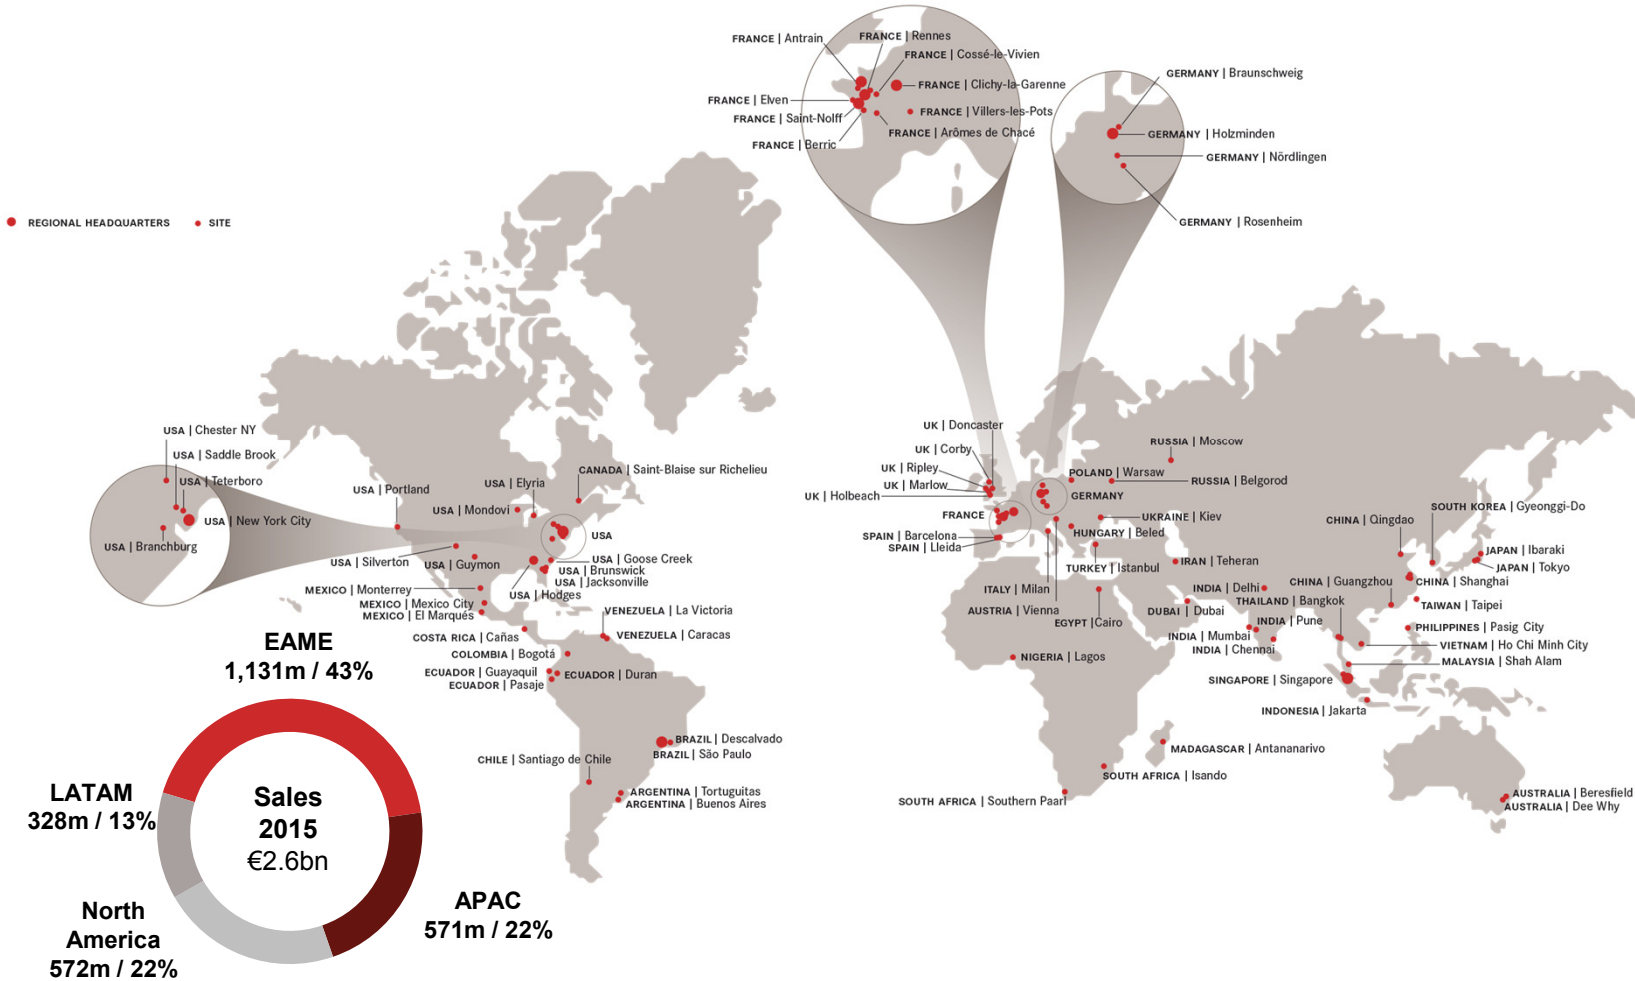 FRANCE | Antrain
FRANCE | Rennes
FRANCE | Cossé-le-Vivien
FRANCE | Clichy-la-Garenne
FRANCE | Elven
FRANCE | Villers-les-Pots
FRANCE | Saint-Nolff
FRANCE | Arômes de Chacé
FRANCE | Berric
GERMANY | Braunschweig
GERMANY | Holzminden
GERMANY | Nördlingen
GERMANY | Rosenheim
REGIONAL HEADQUARTERS
SITE
USA | Chester NY
USA | Saddle Brook
USA | Teterboro
USA | New York City
USA | Branchburg
USA | Portland
USA | Elyria
CANADA | Saint-Blaise sur Richelieu
USA | Mondovi
USA
USA | Silverton
USA | Guymon
USA | Goose Creek
USA | Brunswick
USA | Jacksonville
USA | Hodges
MEXICO | Monterrey
MEXICO | Mexico City
MEXICO | El Marqués
VENEZUELA | La Victoria
VENEZUELA | Caracas
COSTA RICA | Cañas
COLOMBIA | Bogotá
ECUADOR | Guayaquil
ECUADOR | Duran
ECUADOR | Pasaje
BRAZIL | Descalvado
BRAZIL | São Paulo
CHILE | Santiago de Chile
ARGENTINA | Tortuguitas
ARGENTINA | Buenos Aires
UK | Doncaster
UK | Corby
UK | Ripley
UK | Marlow
UK | Holbeach
FRANCE
SPAIN | Barcelona
SPAIN | Lleida
GERMANY
POLAND | Warsaw
RUSSIA | Moscow
RUSSIA | Belgorod
UKRAINE | Kiev
HUNGARY | Beled
TURKEY | Istanbul
ITALY | Milan
AUSTRIA | Vienna
EGYPT | Cairo
IRAN | Teheran
DUBAI | Dubai
INDIA | Delhi
INDIA | Mumbai
INDIA | Pune
INDIA | Chennai
THAILAND | Bangkok
CHINA | Qingdao
CHINA | Guangzhou
CHINA | Shanghai
SOUTH KOREA | Gyeonggi-Do
JAPAN | Ibaraki
JAPAN | Tokyo
TAIWAN | Taipei
PHILIPPINES | Pasig City
VIETNAM | Ho Chi Minh City
MALAYSIA | Shah Alam
SINGAPORE | Singapore
INDONESIA | Jakarta
NIGERIA | Lagos
MADAGASCAR | Antananarivo
SOUTH AFRICA | Isando
SOUTH AFRICA | Southern Paarl
AUSTRALIA | Beresfield
AUSTRALIA | Dee Why
EAME
1,131m / 43%
LATAM
328m / 13%
Sales
2015
€2.6bn
North
America
572m / 22%
APAC
571m / 22%